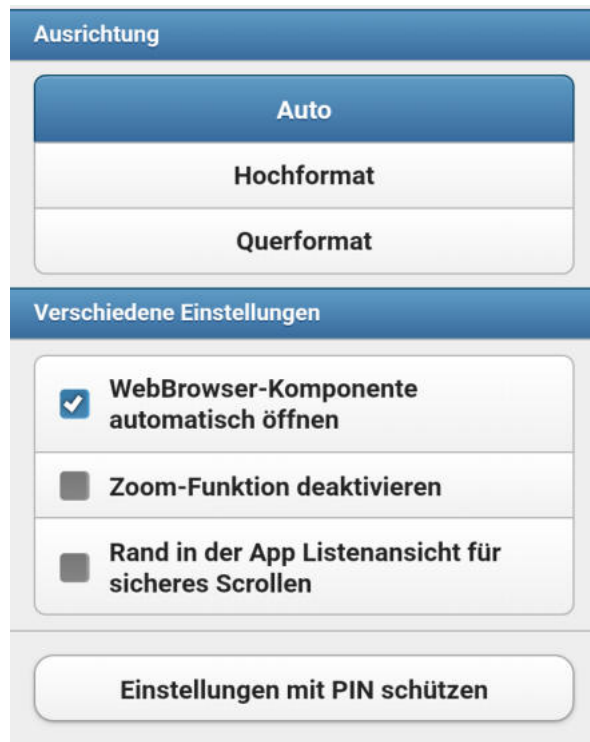 Ausrichtung
Auto
Hochformat
Querformat
Verschiedene Einstellungen
WebBrowser-Komponente
automatisch öffnen
Zoom-Funktion deaktivieren
Rand in der App Listenansicht für
sicheres Scrollen
Einstellungen mit PIN schützen